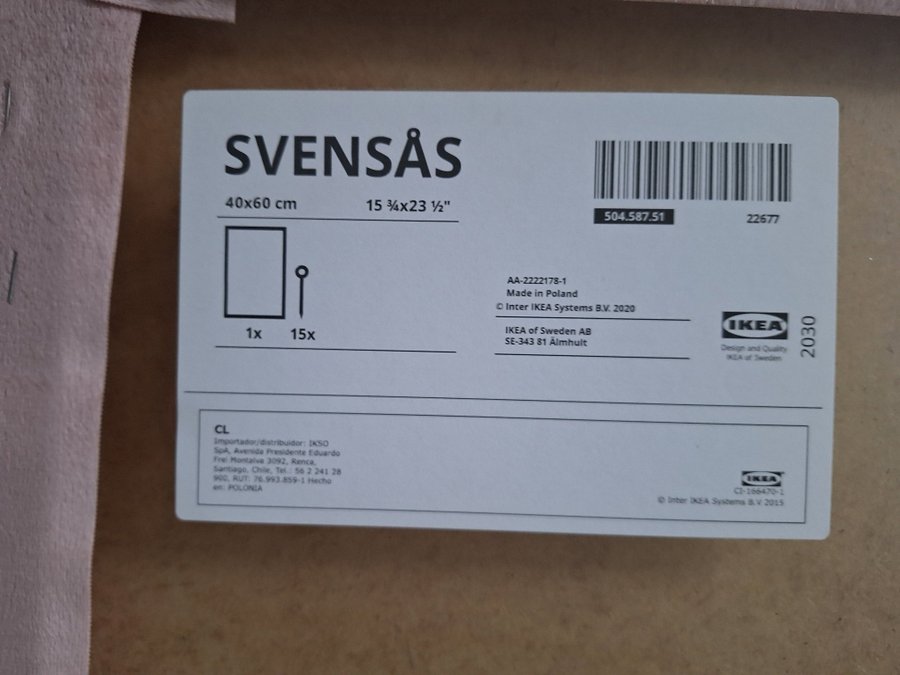 SVENSÅS
40x60 cm 15 ¾x23 ½"
504.587.51 22677
1x 15x
AA-2222178-1
Made in Poland
© Inter IKEA Systems B.V. 2020
IKEA of Sweden AB
SE-343 81 Älmhult
IKEA
Design and Quality
IKEA of Sweden
2030
CL
Importador/distribuidor: IKSO
SpA, Avenida Presidente Eduardo
Frei Montalva 3092, Renca,
Santiago, Chile, Tel.: 56 2 241 28
900, RUT: 76.993.859-1 Hecho
en: POLONIA
IKEA
CI-166470-1
© Inter IKEA Systems B.V 2015